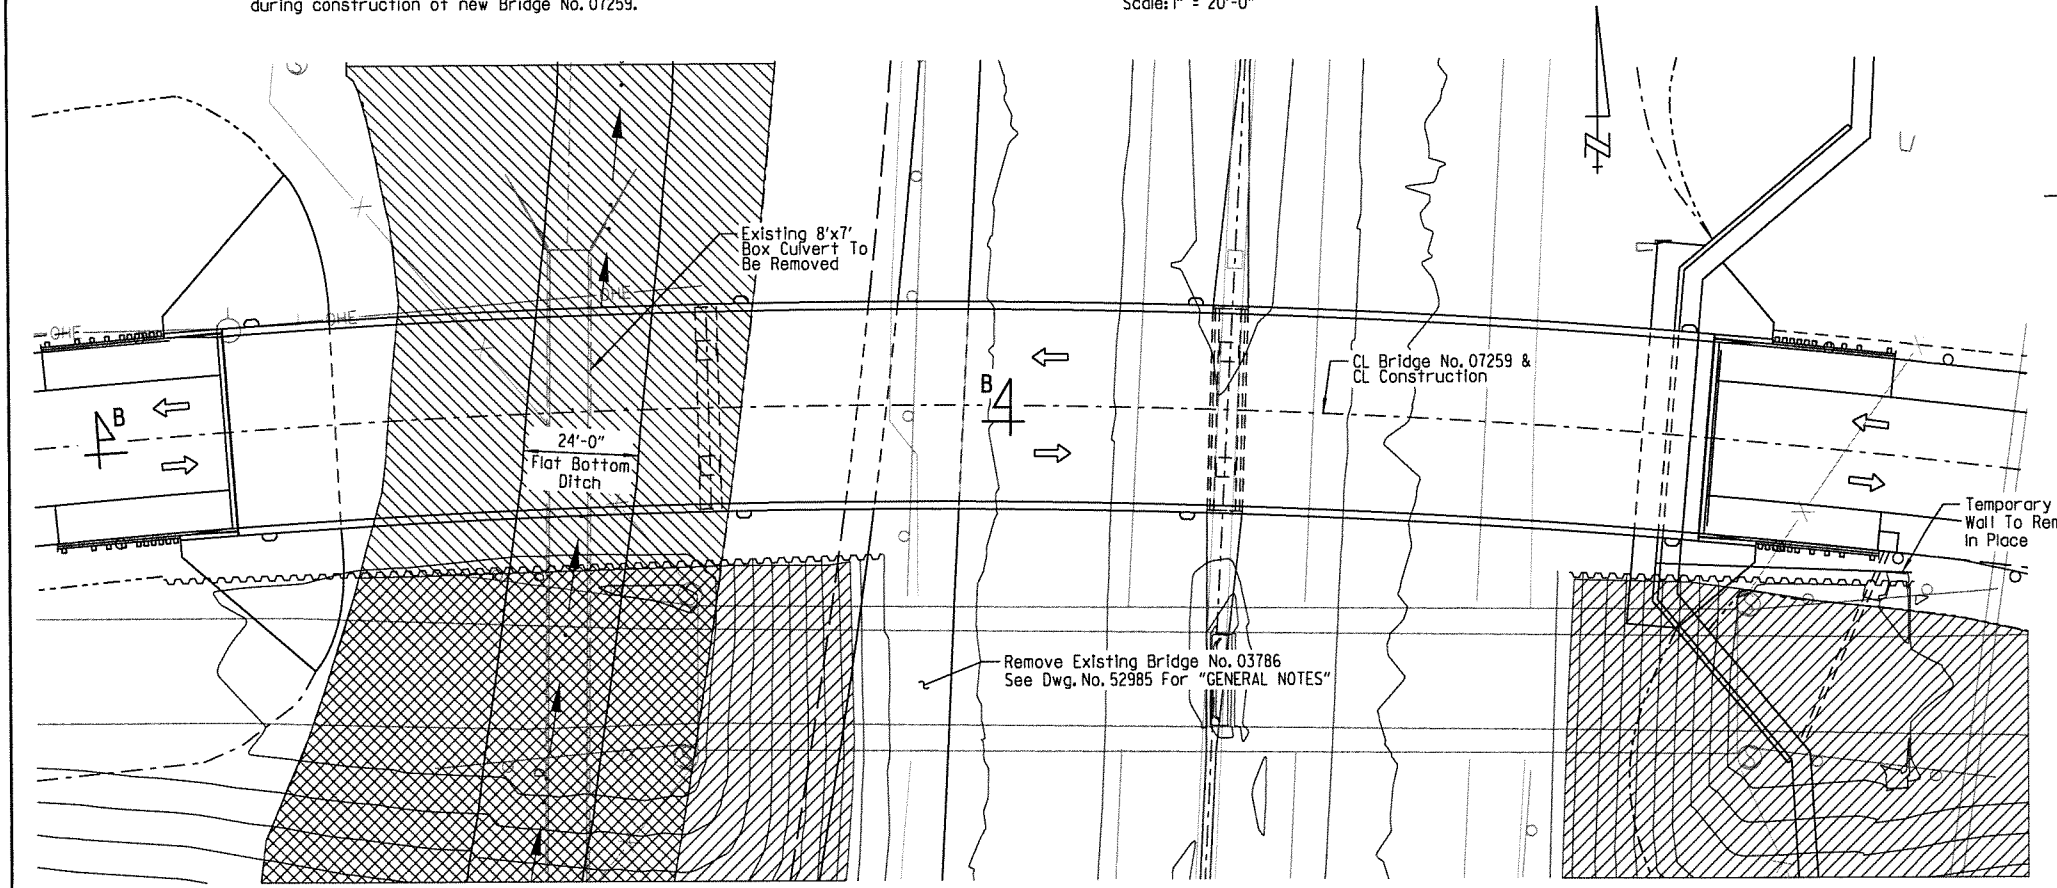 during construction of new Bridge No. 07259.
Scale: 1" = 20'-0"
Existing 8'x7'
Box Culvert To
Be Removed
OHE
OHE
OHE
B
B
CL Bridge No. 07259 &
CL Construction
24'-0"
Flat Bottom
Ditch
Temporary
Wall To Rem
In Place
Remove Existing Bridge No. 03786
See Dwg. No. 52985 For "GENERAL NOTES"